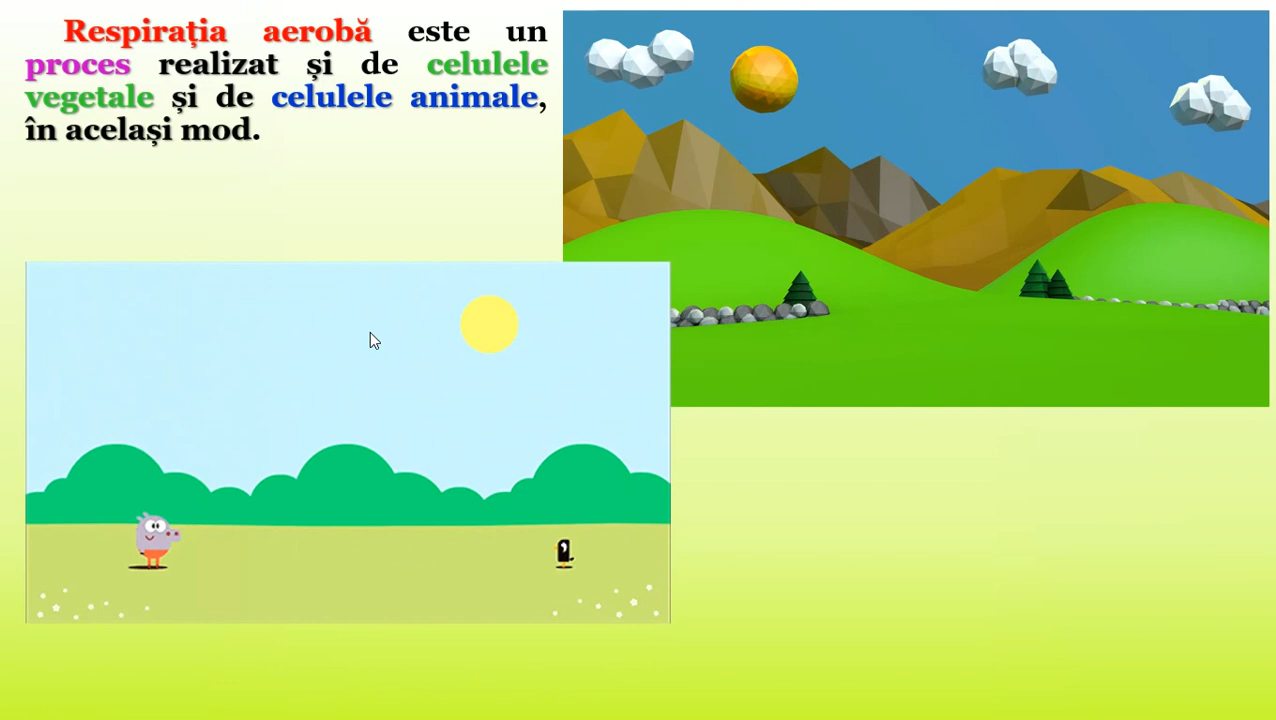 Respirația aerobă este un
proces realizat și de celulele
vegetale și de celulele animale,
în același mod.